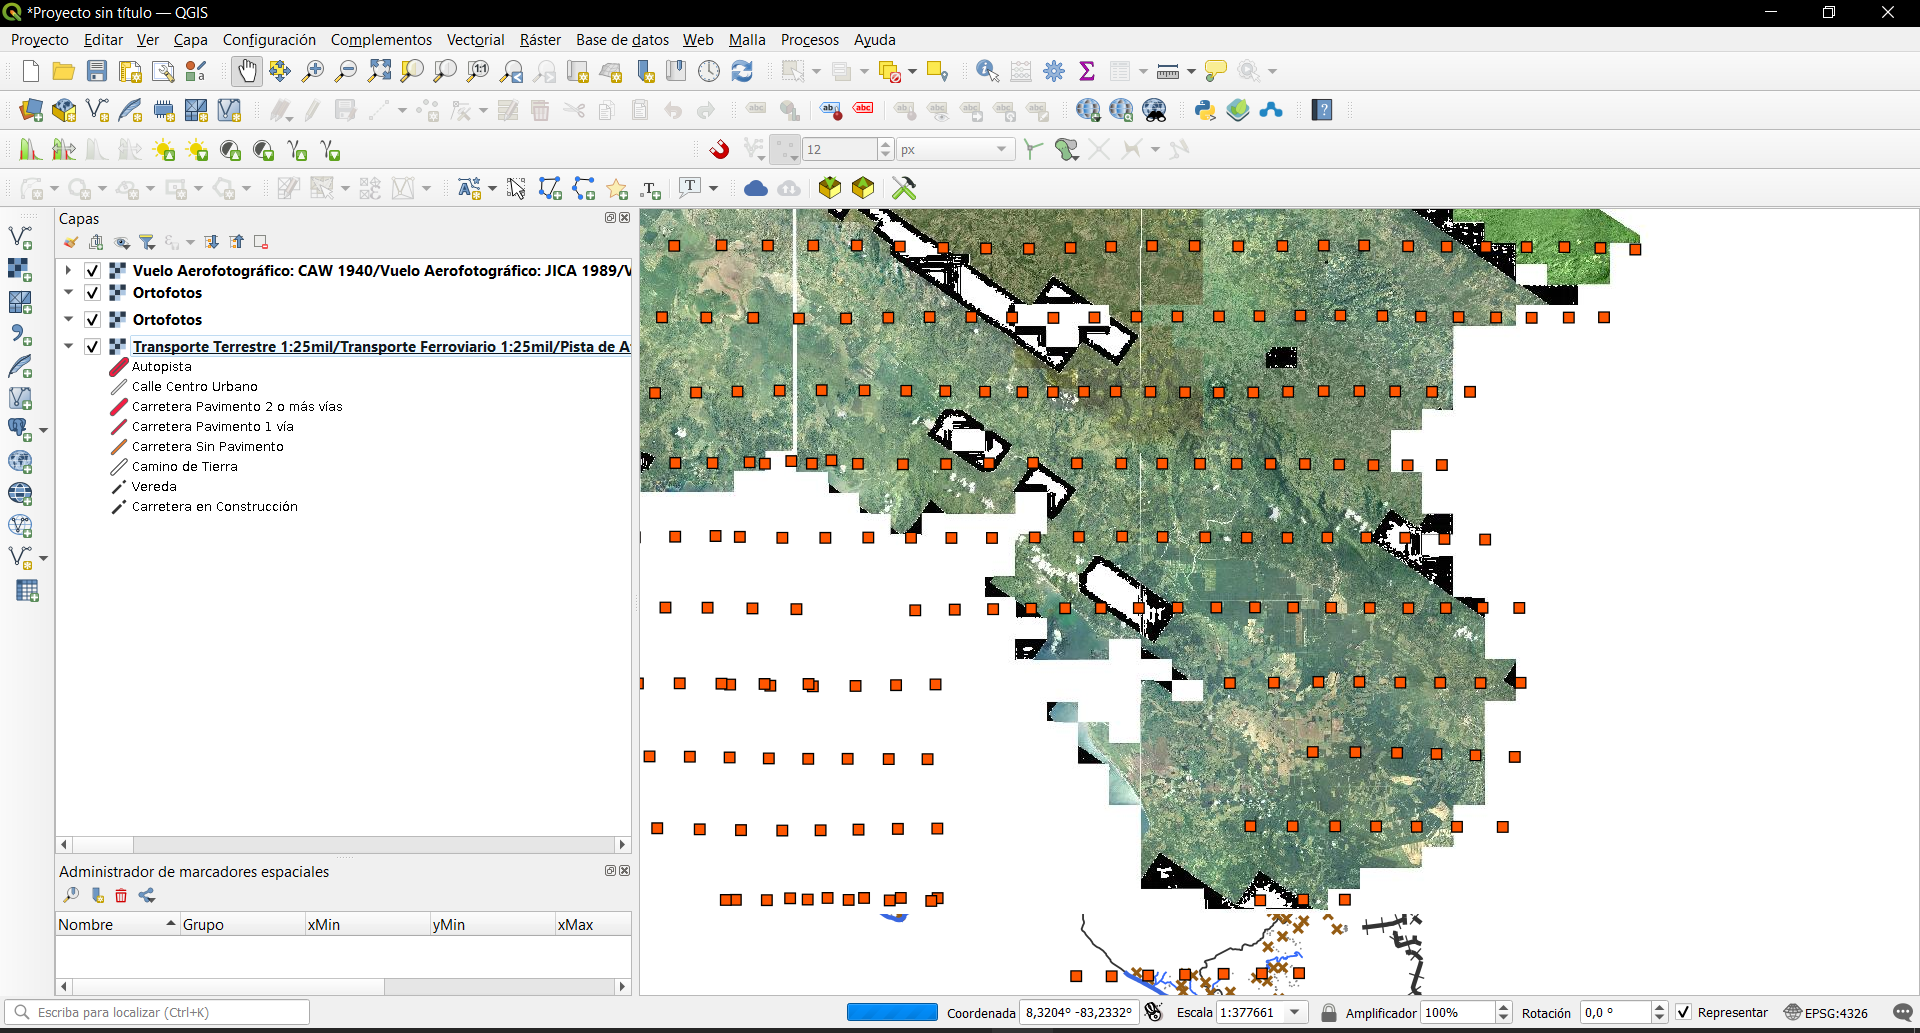 *Proyecto sin título — QGIS
Proyecto Editar Ver Capa Configuración Complementos Vectorial Ráster Base de datos Web Malla Procesos Ayuda
12 px
Capas
Vuelo Aerofotográfico: CAW 1940/Vuelo Aerofotográfico: JICA 1989/V
Ortofotos
Ortofotos
Transporte Terrestre 1:25mil/Transporte Ferroviario 1:25mil/Pista de A
Autopista
Calle Centro Urbano
Carretera Pavimento 2 o más vías
Carretera Pavimento 1 vía
Carretera Sin Pavimento
Camino de Tierra
Vereda
Carretera en Construcción
Administrador de marcadores espaciales
Nombre Grupo xMin yMin xMax
Escriba para localizar (Ctrl+K) Coordenada 8,3204° -83,2332° Escala 1:377661 Amplificador 100% Rotación 0,0 ° Representar EPSG:4326